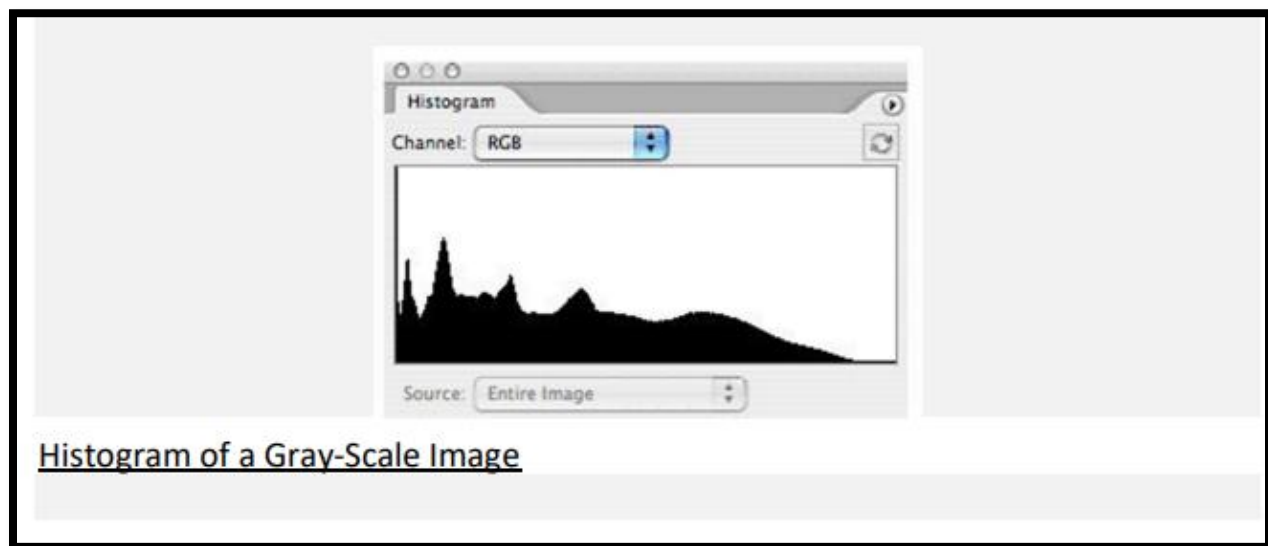 Histogram
Channel: RGB
Source: Entire Image
Histogram of a Gray-Scale Image